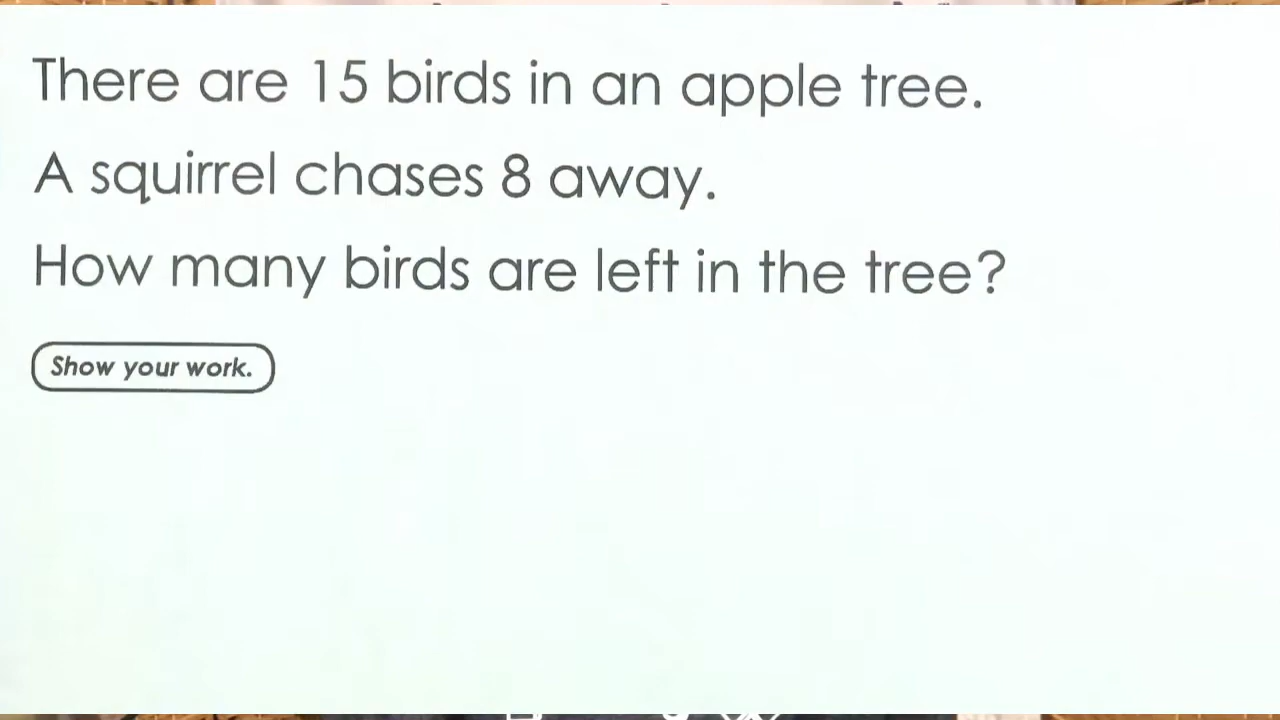 There are 15 birds in an apple tree.
A squirrel chases 8 away.
How many birds are left in the tree?
Show your work.